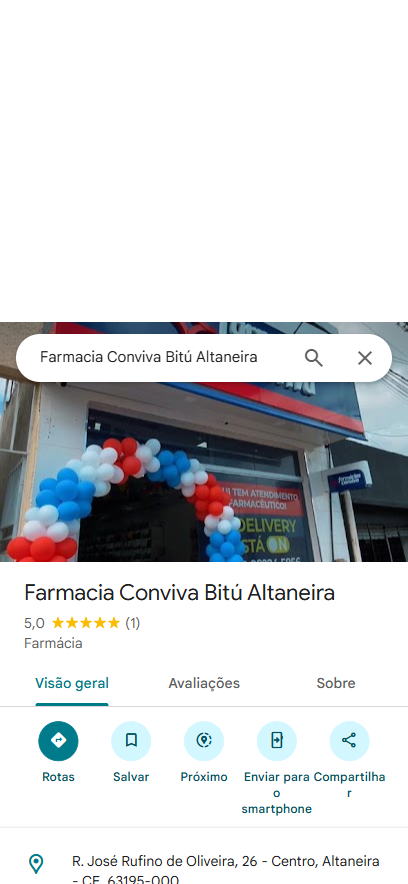 Farmacia Conviva Bitú Altaneira
UI TEM ATENDIMENTO
FARMACÊUTICO!
DELIVERY
STÁ ON
Farmacia Conviva Bitú Altaneira
5,0 (1)
Farmácia
Visão geral Avaliações Sobre
Rotas Salvar Próximo Enviar para o smartphone Compartilhar
R. José Rufino de Oliveira, 26 - Centro, Altaneira
- CE, 63195-000